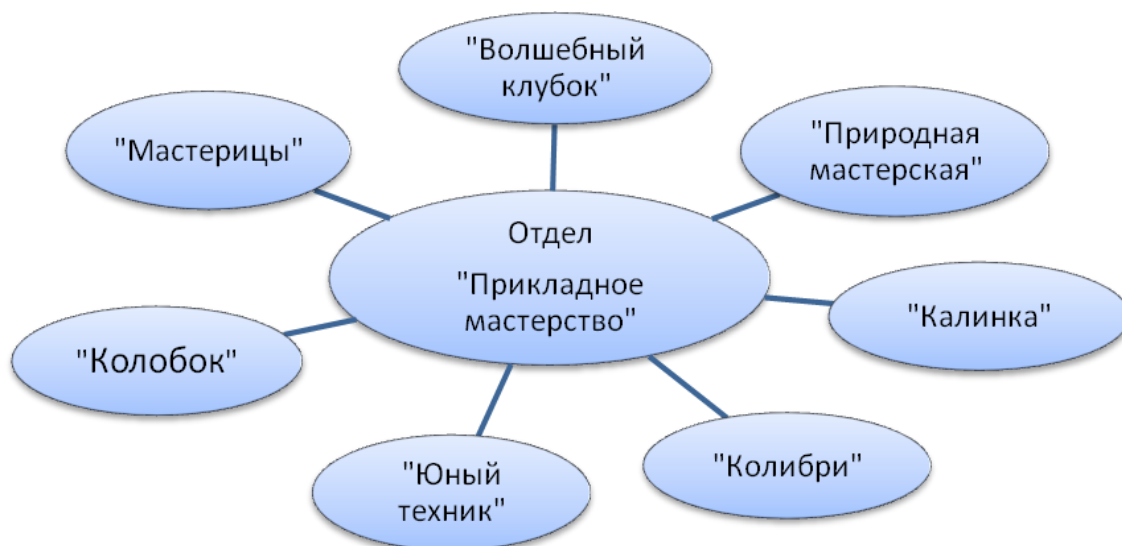 "Волшебный
клубок"
"Мастерицы"
"Природная
мастерская"
Отдел
"Прикладное
мастерство"
"Калинка"
"Колобок"
"Колибри"
"Юный
техник"